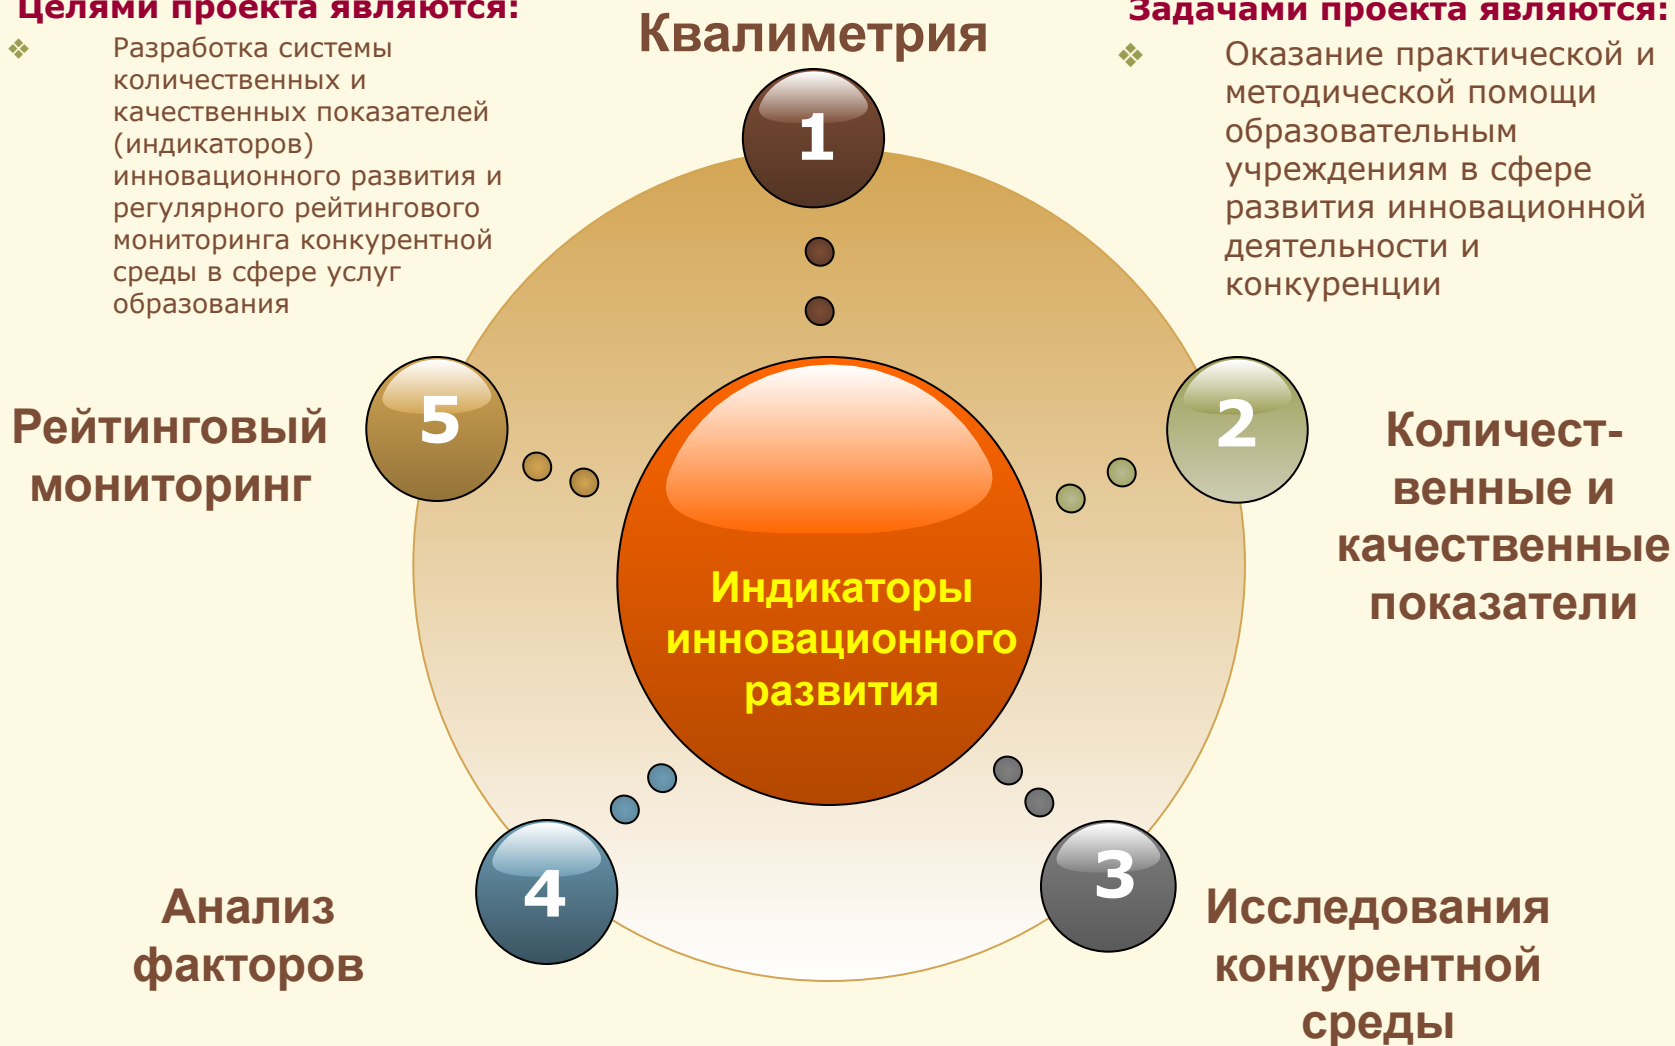 Целями проекта являются:
❖ Разработка системы
количественных и
качественных показателей
(индикаторов)
инновационного развития и
регулярного рейтингового
мониторинга конкурентной
среды в сфере услуг
образования
Квалиметрия
Задачами проекта являются:
❖ Оказание практической и
методической помощи
образовательным
учреждениям в сфере
развития инновационной
деятельности и
конкуренции
1
5
Рейтинговый
мониторинг
2
Количест-
венные и
качественные
показатели
Индикаторы
инновационного
развития
4
Анализ
факторов
3
Исследования
конкурентной
среды